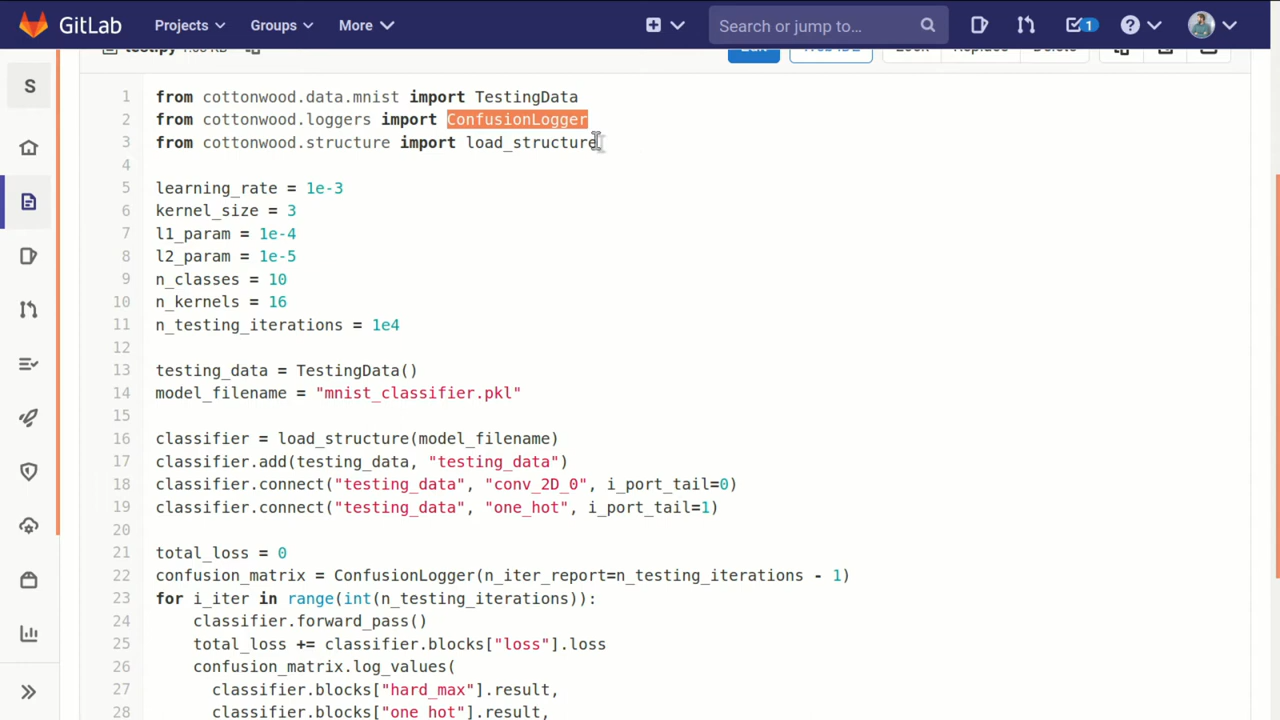 GitLab Projects Groups More Search or jump to... 1
S
1 from cottonwood.data.mnist import TestingData
2 from cottonwood.loggers import ConfusionLogger
3 from cottonwood.structure import load_structure
4
5 learning_rate = 1e-3
6 kernel_size = 3
7 l1_param = 1e-4
8 l2_param = 1e-5
9 n_classes = 10
10 n_kernels = 16
11 n_testing_iterations = 1e4
12
13 testing_data = TestingData()
14 model_filename = "mnist_classifier.pkl"
15
16 classifier = load_structure(model_filename)
17 classifier.add(testing_data, "testing_data")
18 classifier.connect("testing_data", "conv_2D_0", i_port_tail=0)
19 classifier.connect("testing_data", "one_hot", i_port_tail=1)
20
21 total_loss = 0
22 confusion_matrix = ConfusionLogger(n_iter_report=n_testing_iterations - 1)
23 for i_iter in range(int(n_testing_iterations)):
24     classifier.forward_pass()
25     total_loss += classifier.blocks["loss"].loss
26     confusion_matrix.log_values(
27       classifier.blocks["hard_max"].result,
28       classifier.blocks["one_hot"].result,